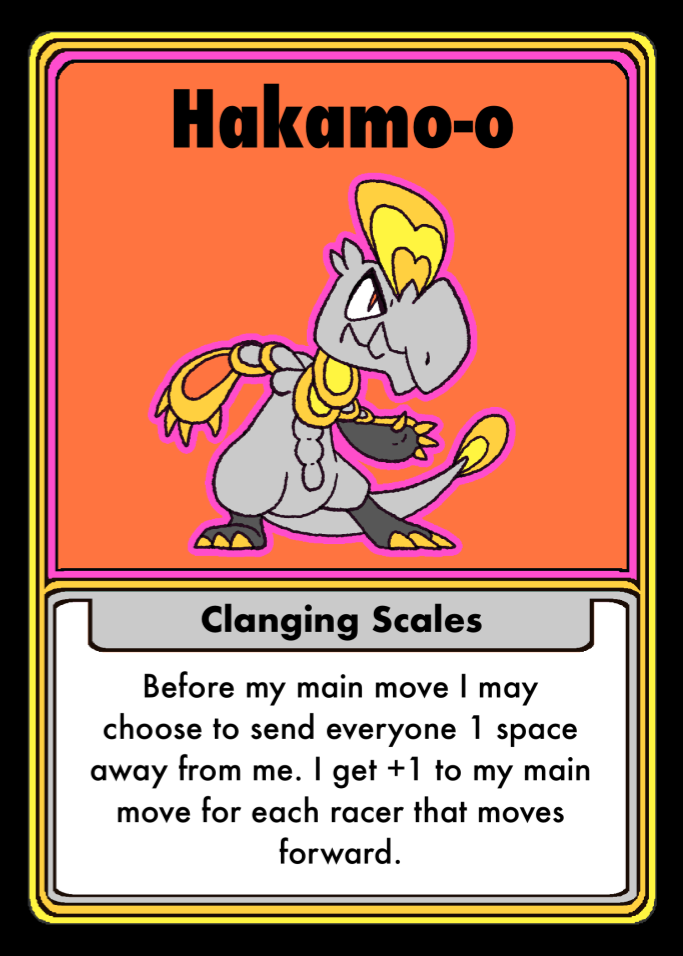 Hakamo-o
Clanging Scales
Before my main move I may
choose to send everyone 1 space
away from me. I get +1 to my main
move for each racer that moves
forward.